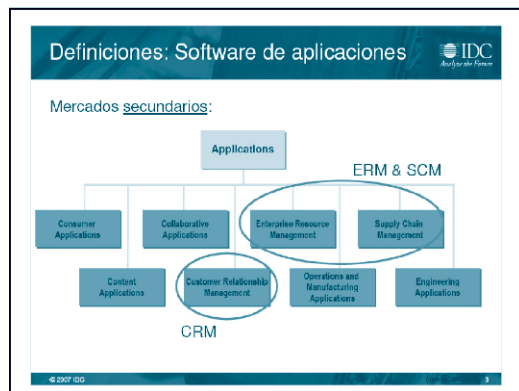 Definiciones: Software de aplicaciones
IDC
Analyze the Future
Mercados secundarios:
Applications
ERM & SCM
Consumer
Applications
Collaborative
Applications
Enterprise Resource
Management
Supply Chain
Management
Content
Applications
Customer Relationship
Management
Operations and
Manufacturing
Applications
Engineering
Applications
CRM
© 2007 IDC
3